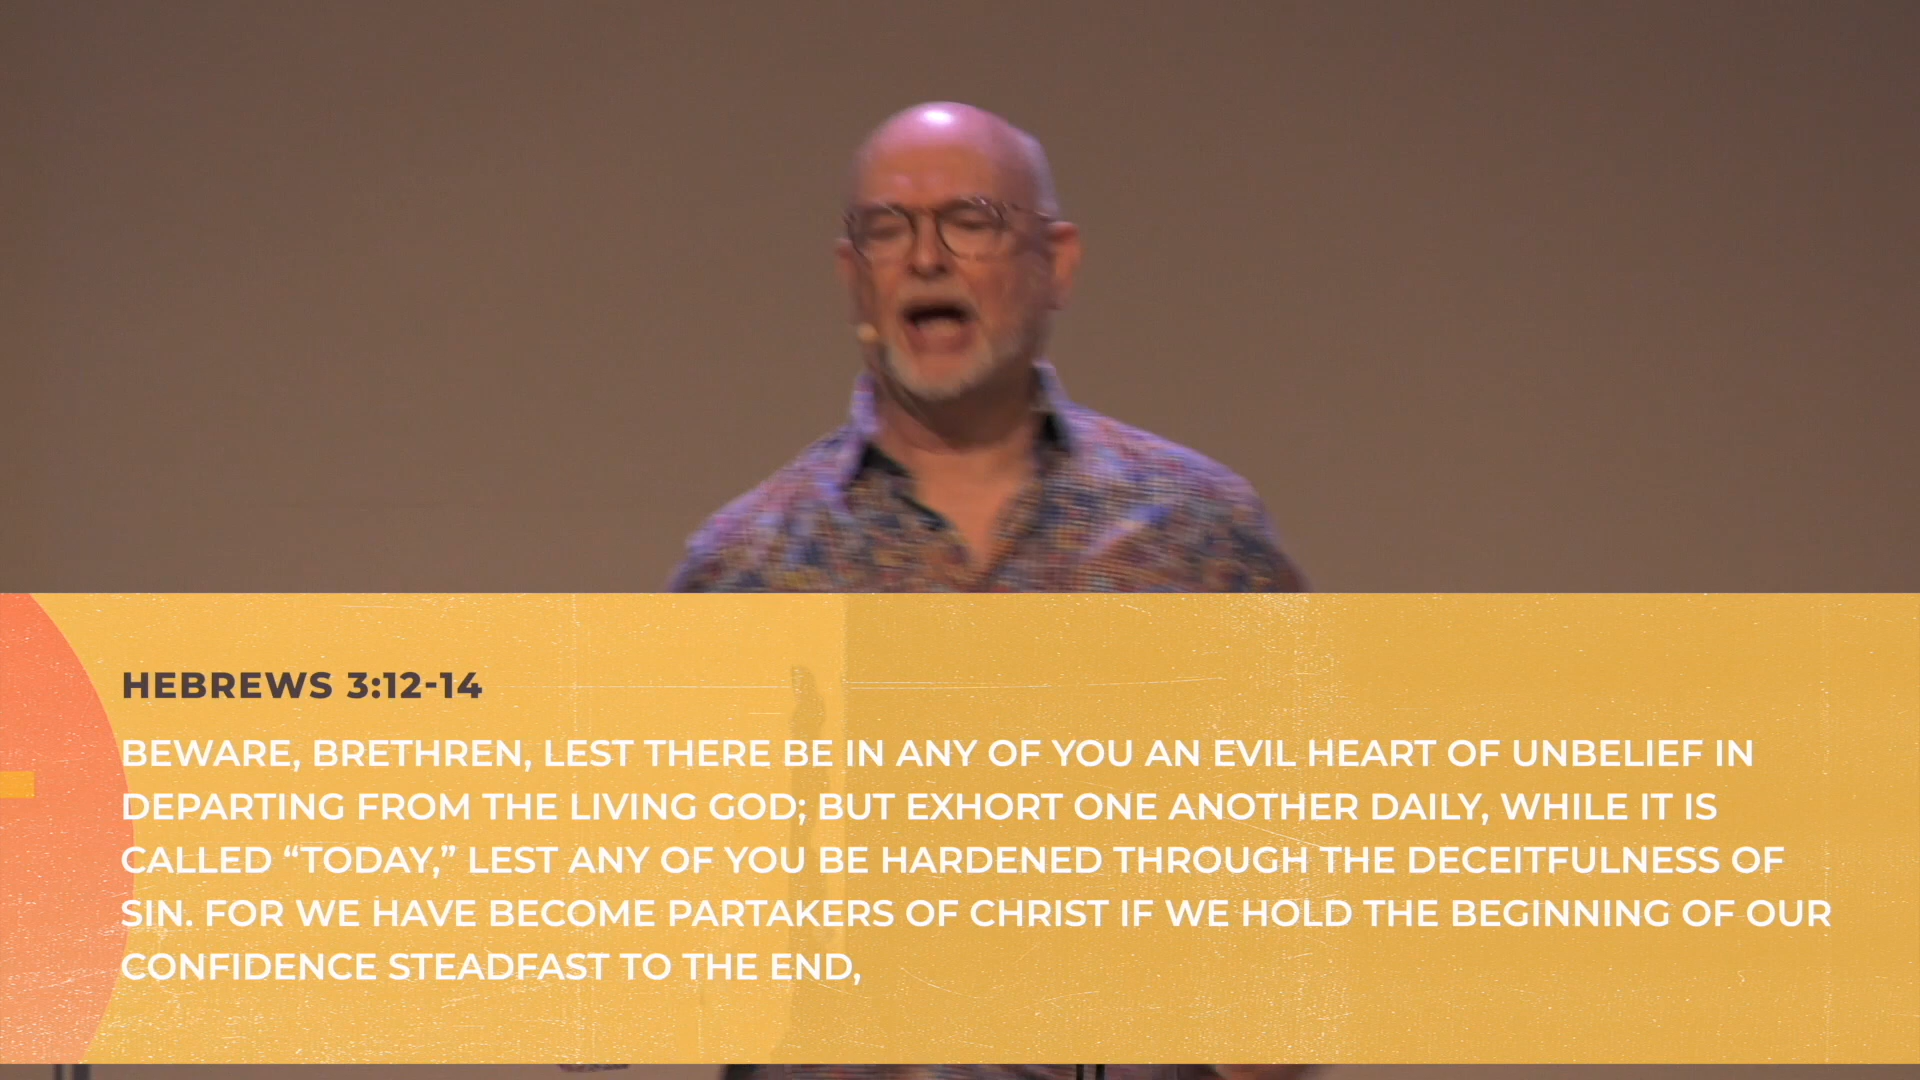 HEBREWS 3:12-14
BEWARE, BRETHREN, LEST THERE BE IN ANY OF YOU AN EVIL HEART OF UNBELIEF IN
DEPARTING FROM THE LIVING GOD; BUT EXHORT ONE ANOTHER DAILY, WHILE IT IS
CALLED “TODAY,” LEST ANY OF YOU BE HARDENED THROUGH THE DECEITFULNESS OF
SIN. FOR WE HAVE BECOME PARTAKERS OF CHRIST IF WE HOLD THE BEGINNING OF OUR
CONFIDENCE STEADFAST TO THE END,